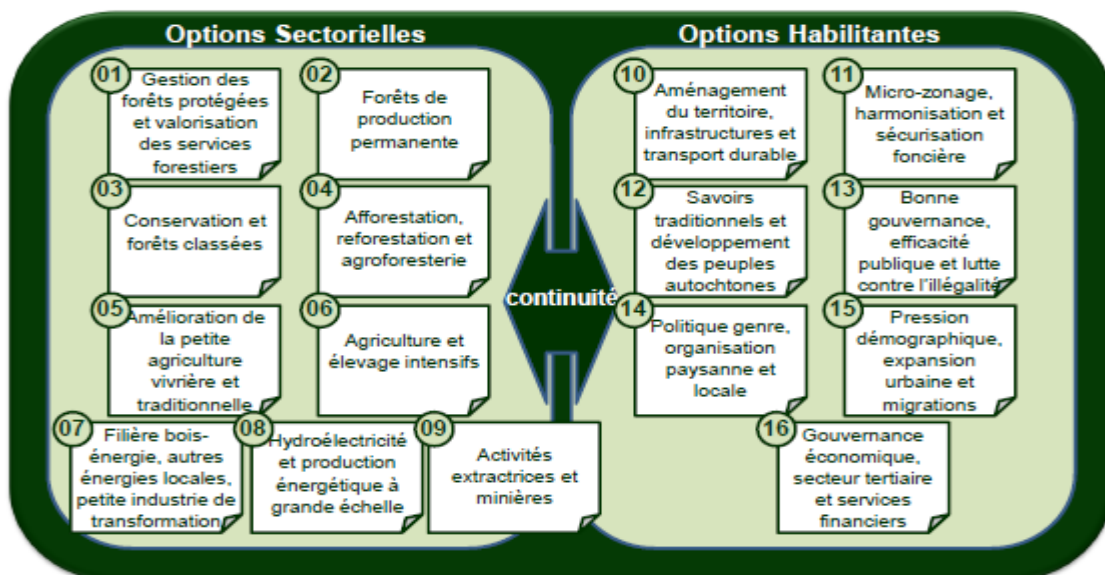 Options Sectorielles
01
Gestion des
forêts protégées
et valorisation
des services
forestiers
02
Forêts de
production
permanente
03
Conservation et
forêts classées
04
Afforestation,
reforestation et
agroforesterie
05
Amélioration de
la petite
agriculture
vivrière et
traditionnelle
06
Agriculture et
élevage intensifs
07
Filière bois-
énergie, autres
énergies locales,
petite industrie de
transformation
08
Hydroélectricité
et production
énergétique à
grande échelle
09
Activités
extractrices et
minières
continuité
Options Habilitantes
10
Aménagement
du territoire,
infrastructures et
transport durable
11
Micro-zonage,
harmonisation et
sécurisation
foncière
12
Savoirs
traditionnels et
développement
des peuples
autochtones
13
Bonne
gouvernance,
efficacité
publique et lutte
contre l'illégalité
14
Politique genre,
organisation
paysanne et
locale
15
Pression
démographique,
expansion
urbaine et
migrations
16
Gouvernance
économique,
secteur tertiaire
et services
financiers